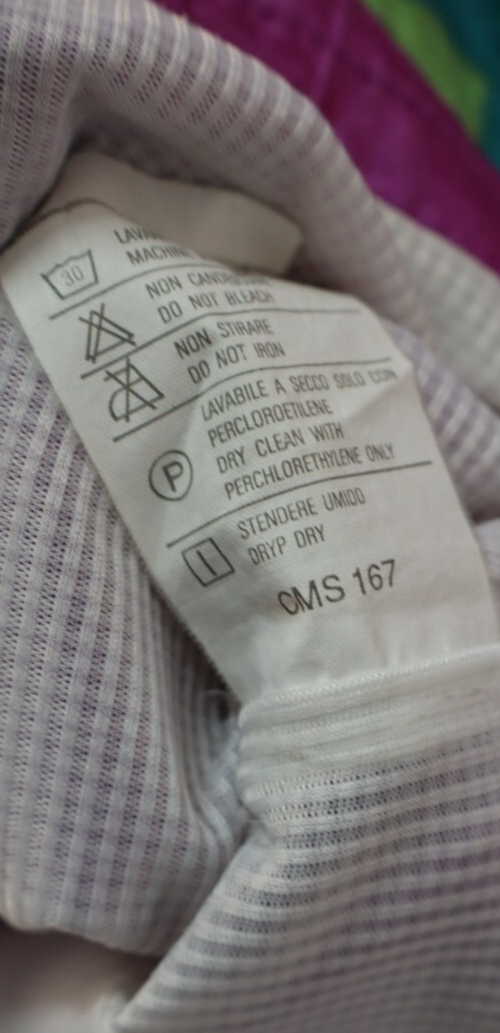 30
MACHINE
DO NOT BLEACH
NON STIRARE
DO NOT IRON
LAVABILE A SECCO SOLO CON
PERCLOROETILENE
DRY CLEAN WITH
PERCHLORETHYLENE ONLY
P
STENDERE UMIDO
DRYP DRY
CMS 167